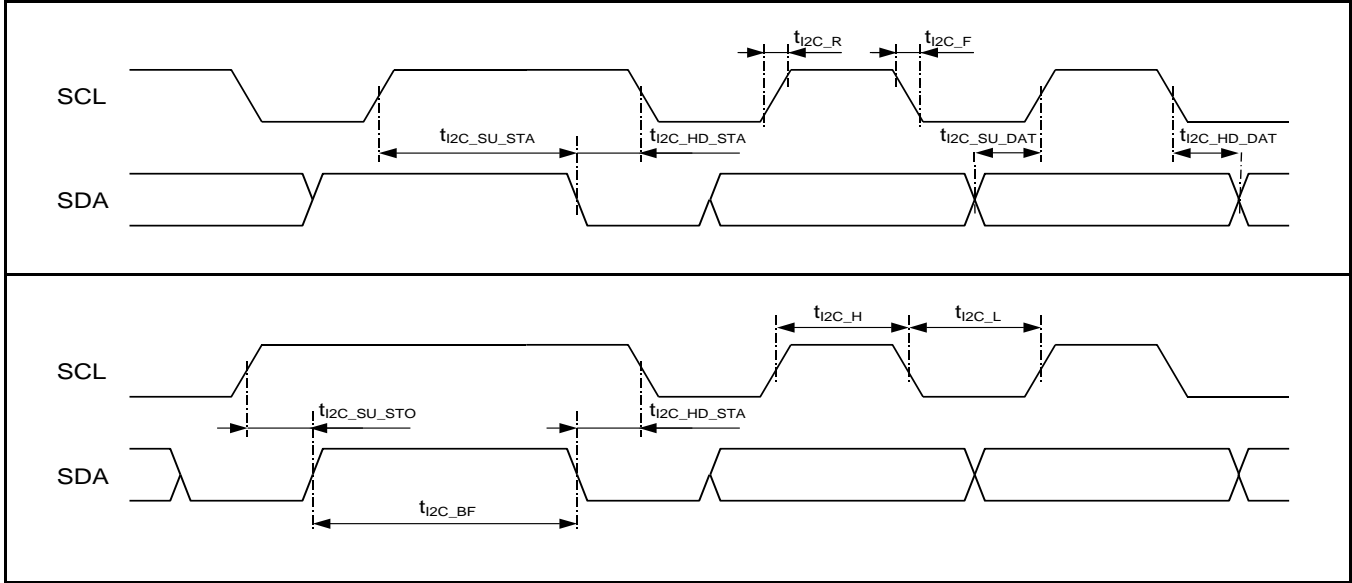 tI2C_R tI2C_F
SCL
tI2C_SU_STA tI2C_HD_STA tI2C_SU_DAT tI2C_HD_DAT
SDA
tI2C_H tI2C_L
SCL
tI2C_SU_STO tI2C_HD_STA
SDA
tI2C_BF